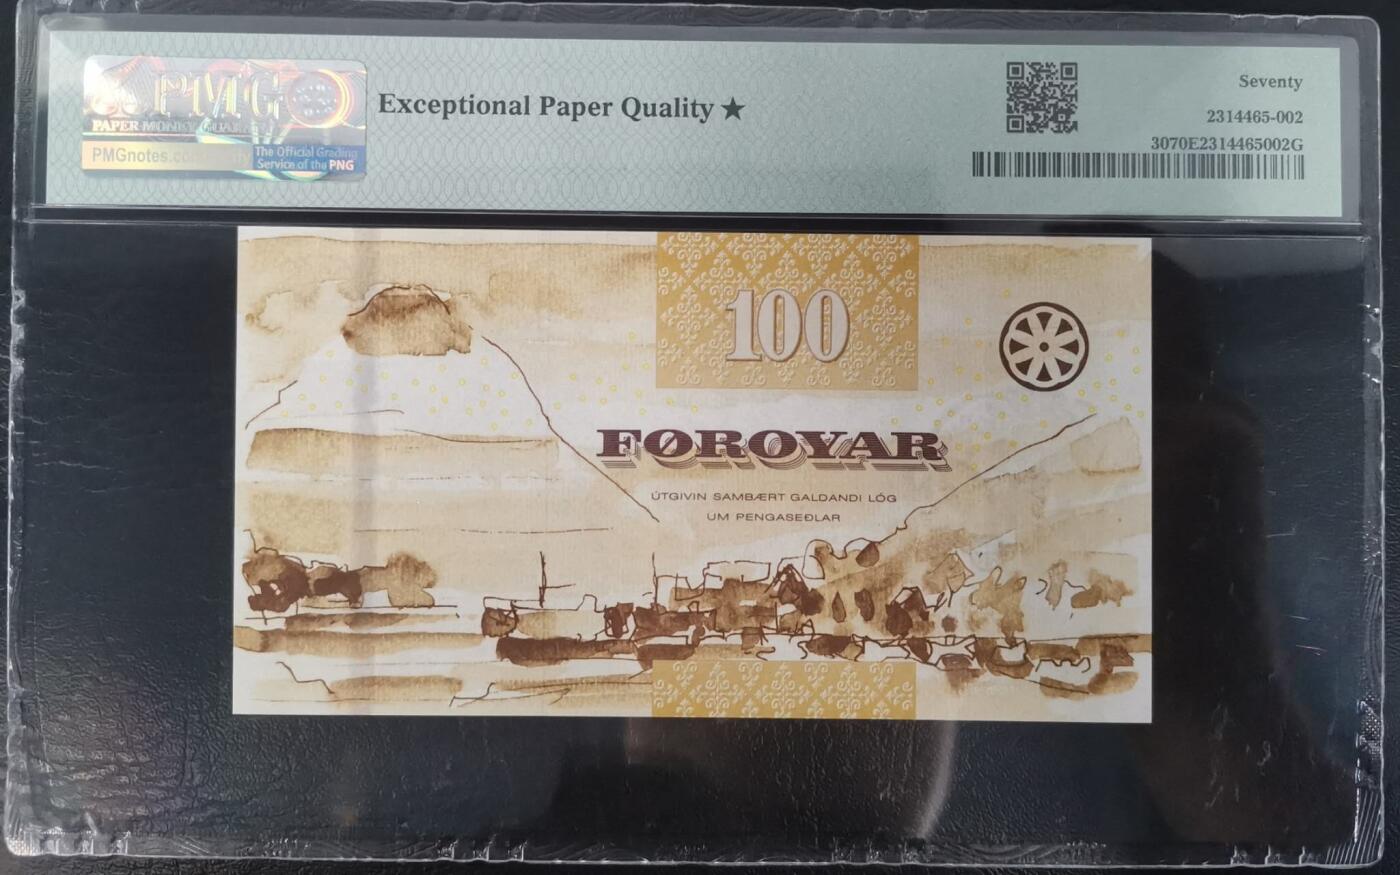 PMG
PAPER MONEY GUARANTY
PMGnotes.com
The Official Grading
Service of the PNG
Exceptional Paper Quality ★
Seventy
2314465-002
3070E2314465002G
100
FØROYAR
ÚTGIVIN SAMBÆRT GALDANDI LÓG
UM PENGASEÐLAR